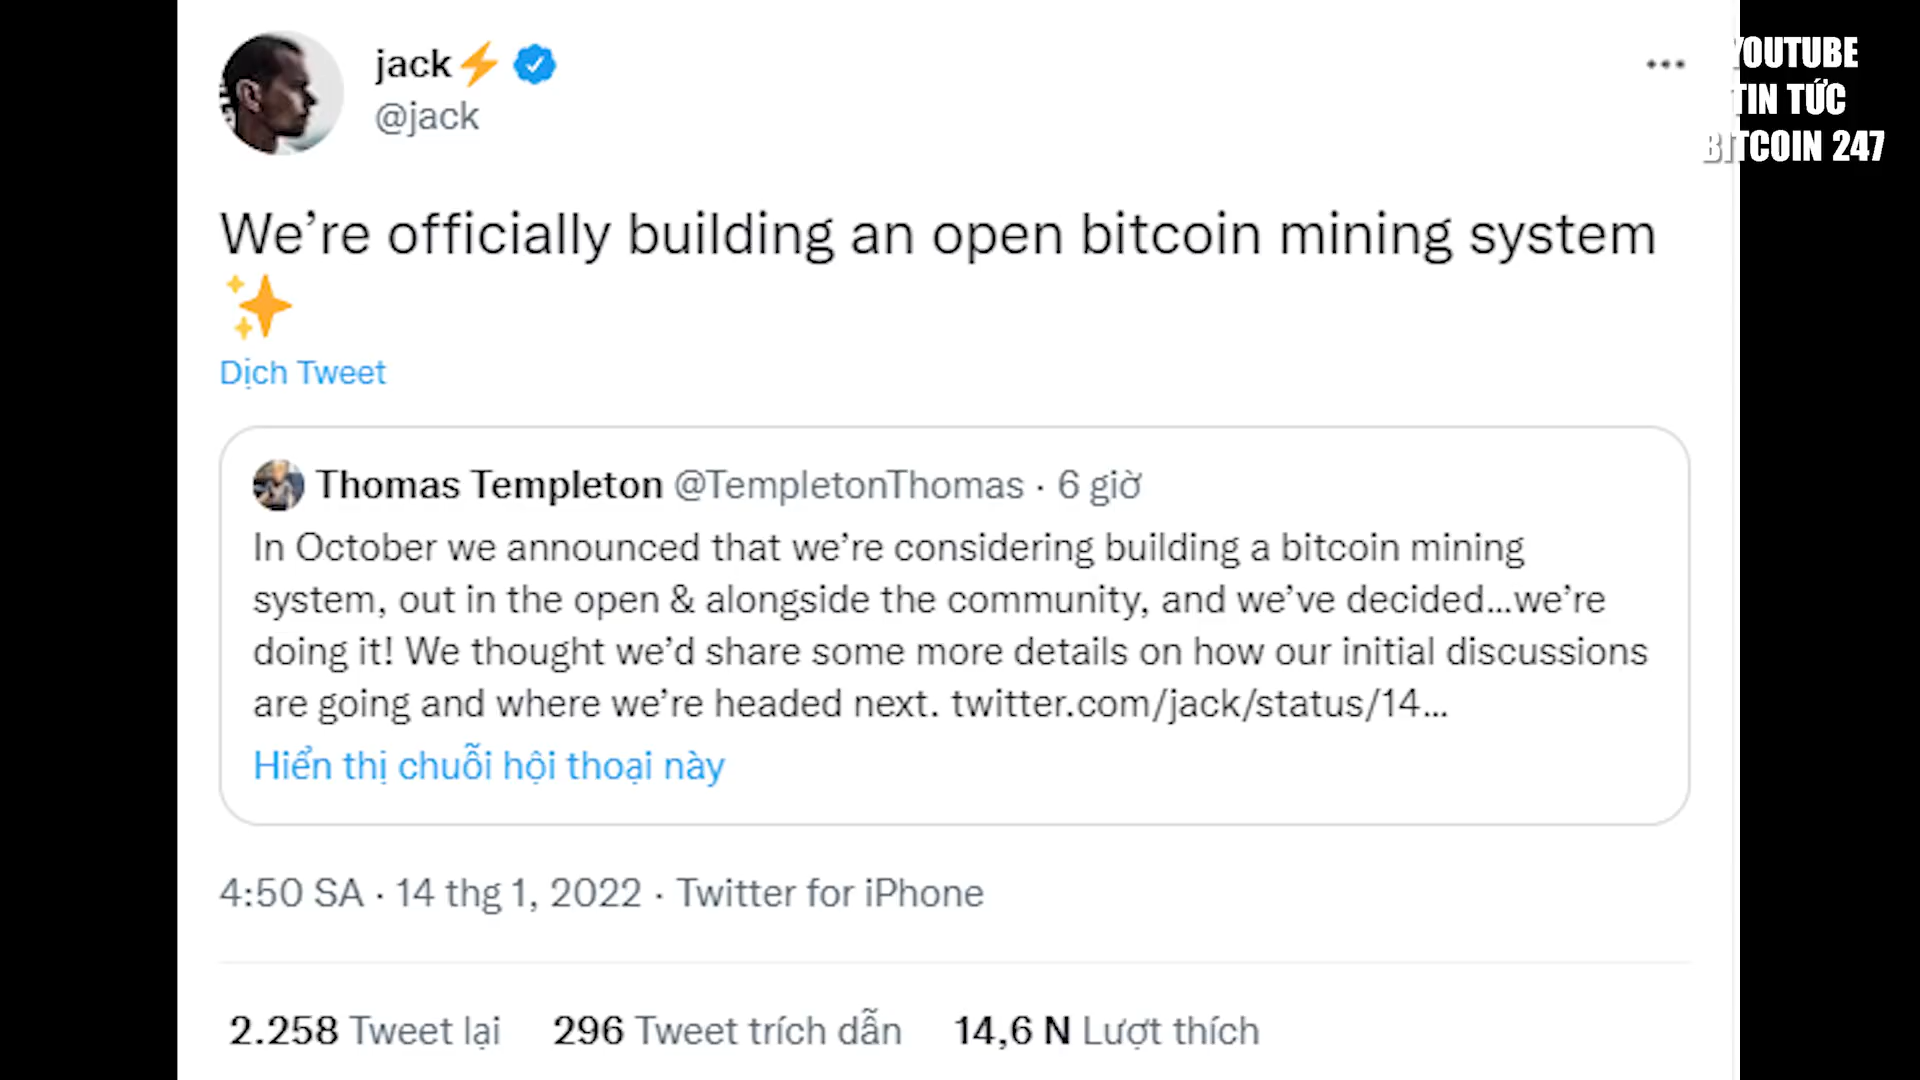 jack⚡
@jack
YOUTUBE
TIN TỨC
BITCOIN 247
We’re officially building an open bitcoin mining system
✨
Dịch Tweet
Thomas Templeton @TempletonThomas · 6 giờ
In October we announced that we’re considering building a bitcoin mining
system, out in the open & alongside the community, and we’ve decided...we’re
doing it! We thought we’d share some more details on how our initial discussions
are going and where we’re headed next. twitter.com/jack/status/14...
Hiển thị chuỗi hội thoại này
4:50 SA · 14 thg 1, 2022 · Twitter for iPhone
2.258 Tweet lại 296 Tweet trích dẫn 14,6 N Lượt thích